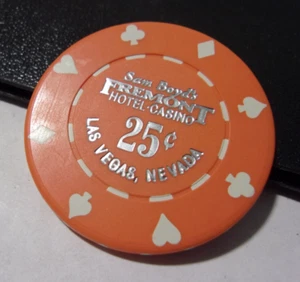 Sam Boyd's
FREMONT
HOTEL-CASINO
25¢
LAS VEGAS, NEVADA